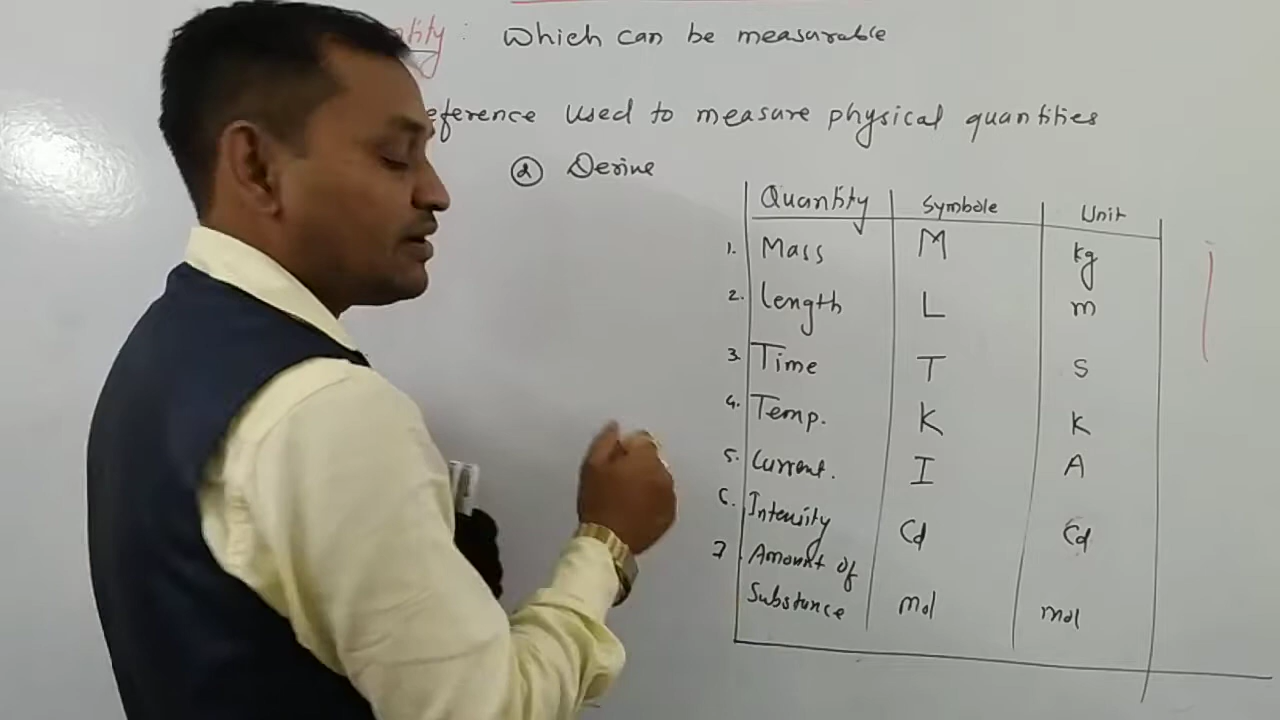 ntity : Which can be measurable
eference used to measure physical quantities
② Derive
Quantity Symbole Unit
1. Mass M kg
2. Length L m
3. Time T S
4. Temp. K K
5. Current. I A
6. Intensity Cd Cd
7. Amount of
Substance mol mol